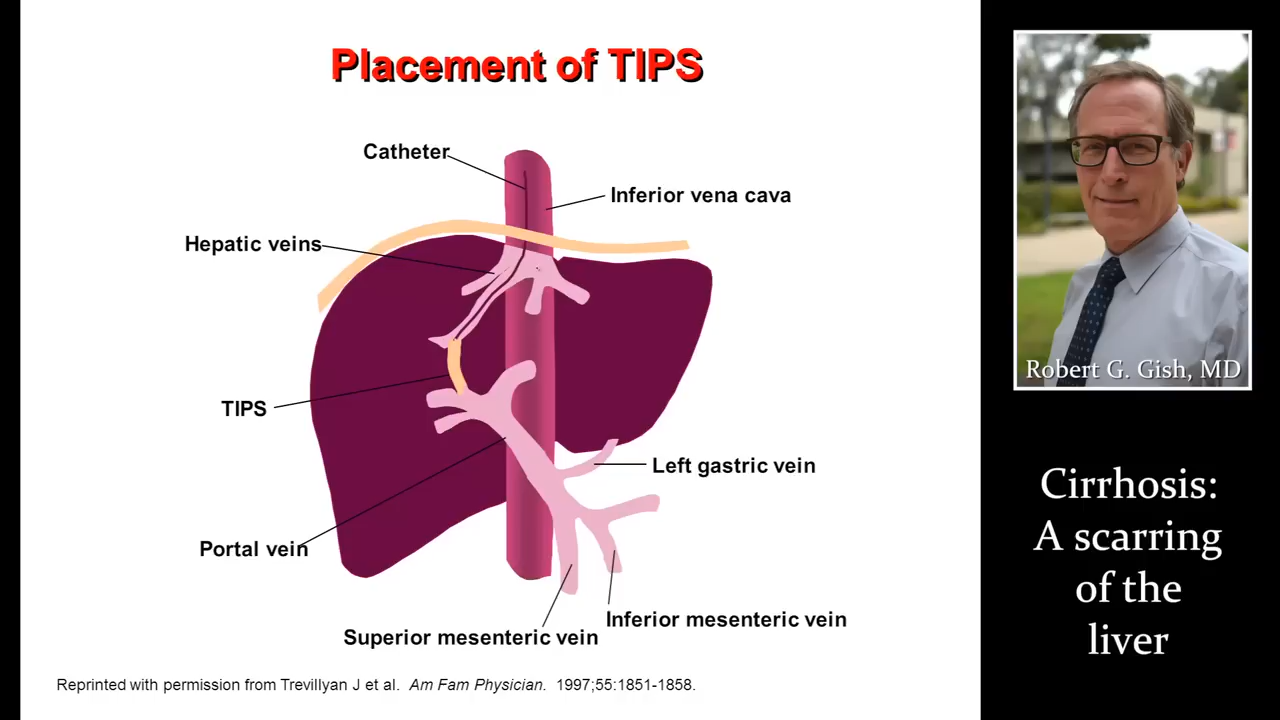 Placement of TIPS
Catheter
Inferior vena cava
Hepatic veins
TIPS
Left gastric vein
Portal vein
Inferior mesenteric vein
Superior mesenteric vein
Reprinted with permission from Trevillyan J et al. Am Fam Physician. 1997;55:1851-1858.
Robert G. Gish, MD
Cirrhosis:
A scarring
of the
liver